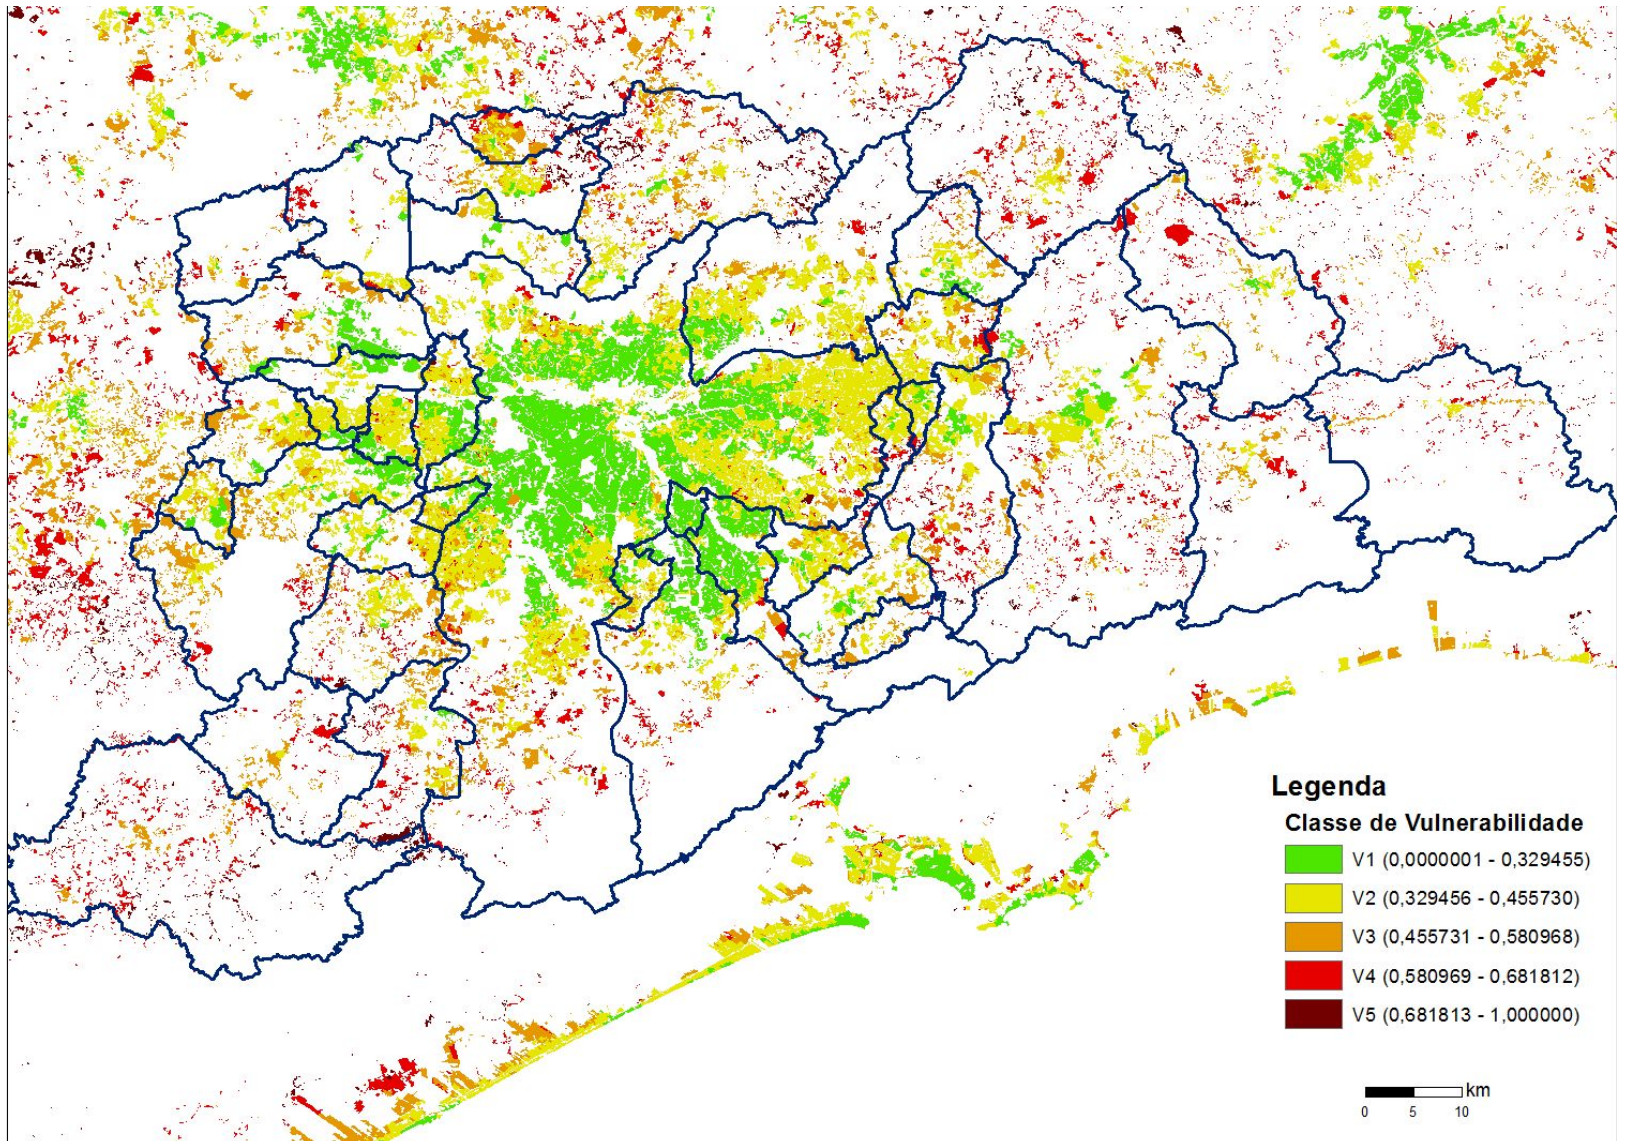 Legenda
Classe de Vulnerabilidade
V1 (0,0000001 - 0,329455)
V2 (0,329456 - 0,455730)
V3 (0,455731 - 0,580968)
V4 (0,580969 - 0,681812)
V5 (0,681813 - 1,000000)
km
0 5 10